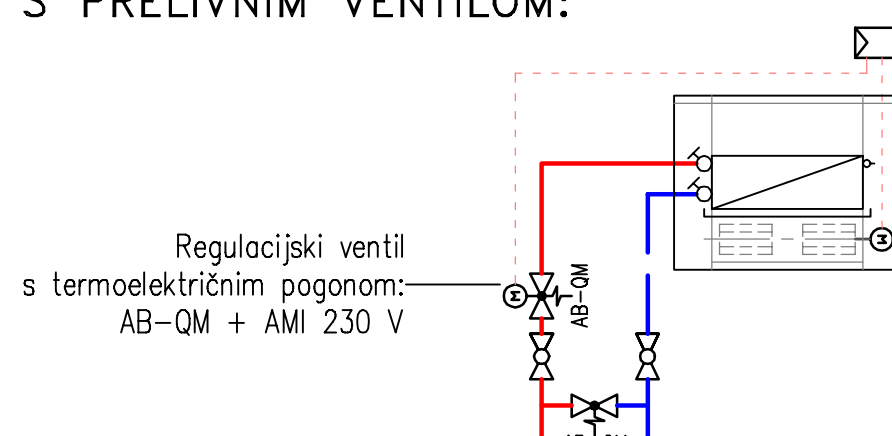 S PRELIVNIM VENTILOM:
Regulacijski ventil
s termoelektričnim pogonom:
AB-QM + AMI 230 V
M
AB-QM
M